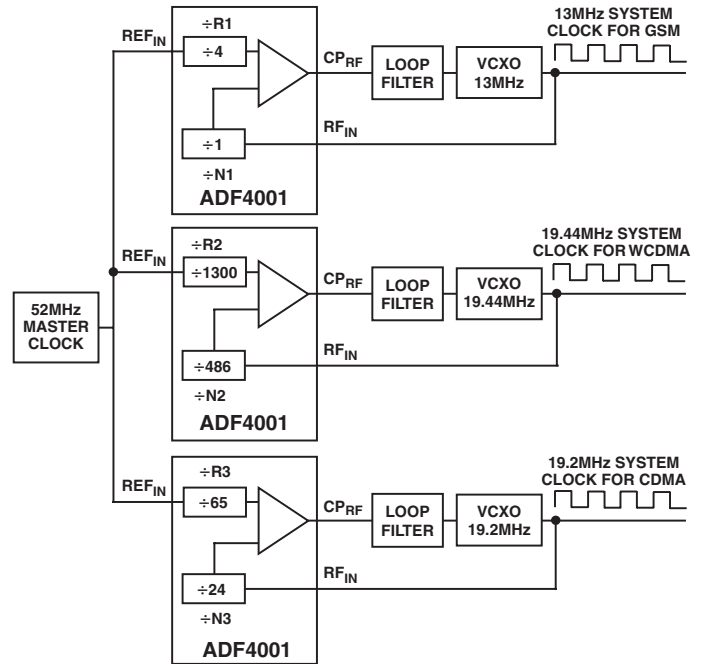 13MHz SYSTEM
CLOCK FOR GSM
÷R1
REFIN
÷4
CPRF
LOOP
FILTER
VCXO
13MHz
RFIN
÷1
÷N1
ADF4001
19.44MHz SYSTEM
CLOCK FOR WCDMA
÷R2
REFIN
÷1300
CPRF
LOOP
FILTER
VCXO
19.44MHz
52MHz
MASTER
CLOCK
RFIN
÷486
÷N2
ADF4001
19.2MHz SYSTEM
CLOCK FOR CDMA
÷R3
REFIN
÷65
CPRF
LOOP
FILTER
VCXO
19.2MHz
RFIN
÷24
÷N3
ADF4001